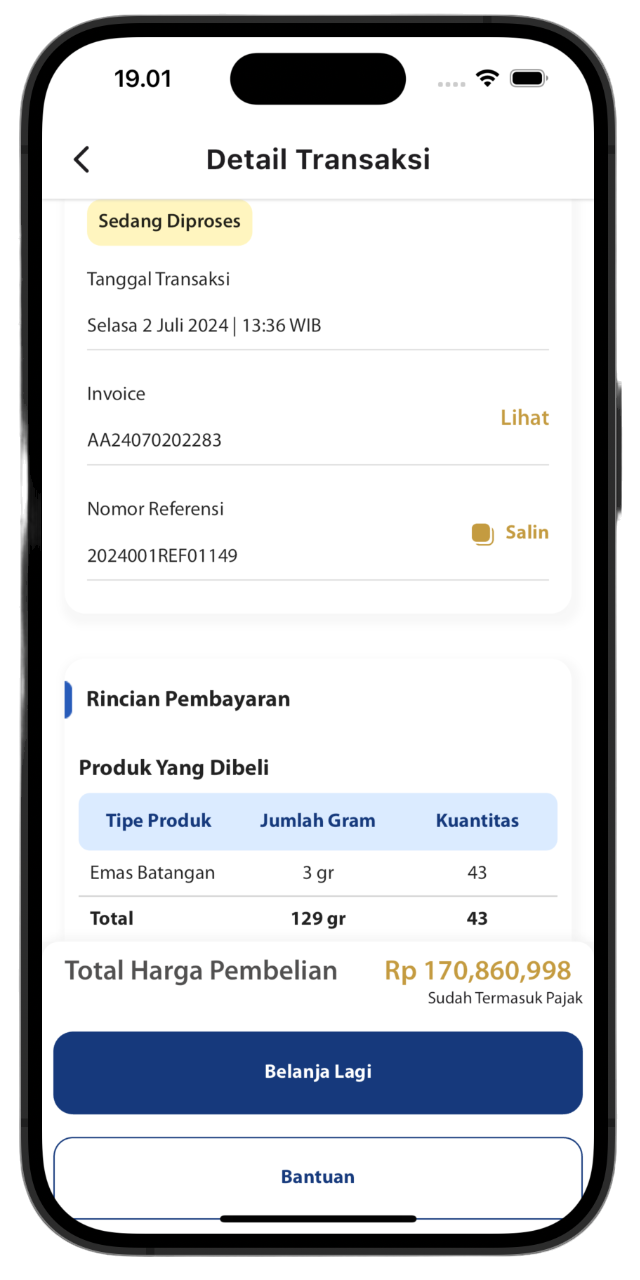 19.01
Detail Transaksi
Sedang Diproses
Tanggal Transaksi
Selasa 2 Juli 2024 | 13:36 WIB
Invoice
Lihat
AA24070202283
Nomor Referensi
Salin
2024001REF01149
Rincian Pembayaran
Produk Yang Dibeli
Tipe Produk Jumlah Gram Kuantitas
Emas Batangan 3 gr 43
Total 129 gr 43
Total Harga Pembelian Rp 170,860,998
Sudah Termasuk Pajak
Belanja Lagi
Bantuan